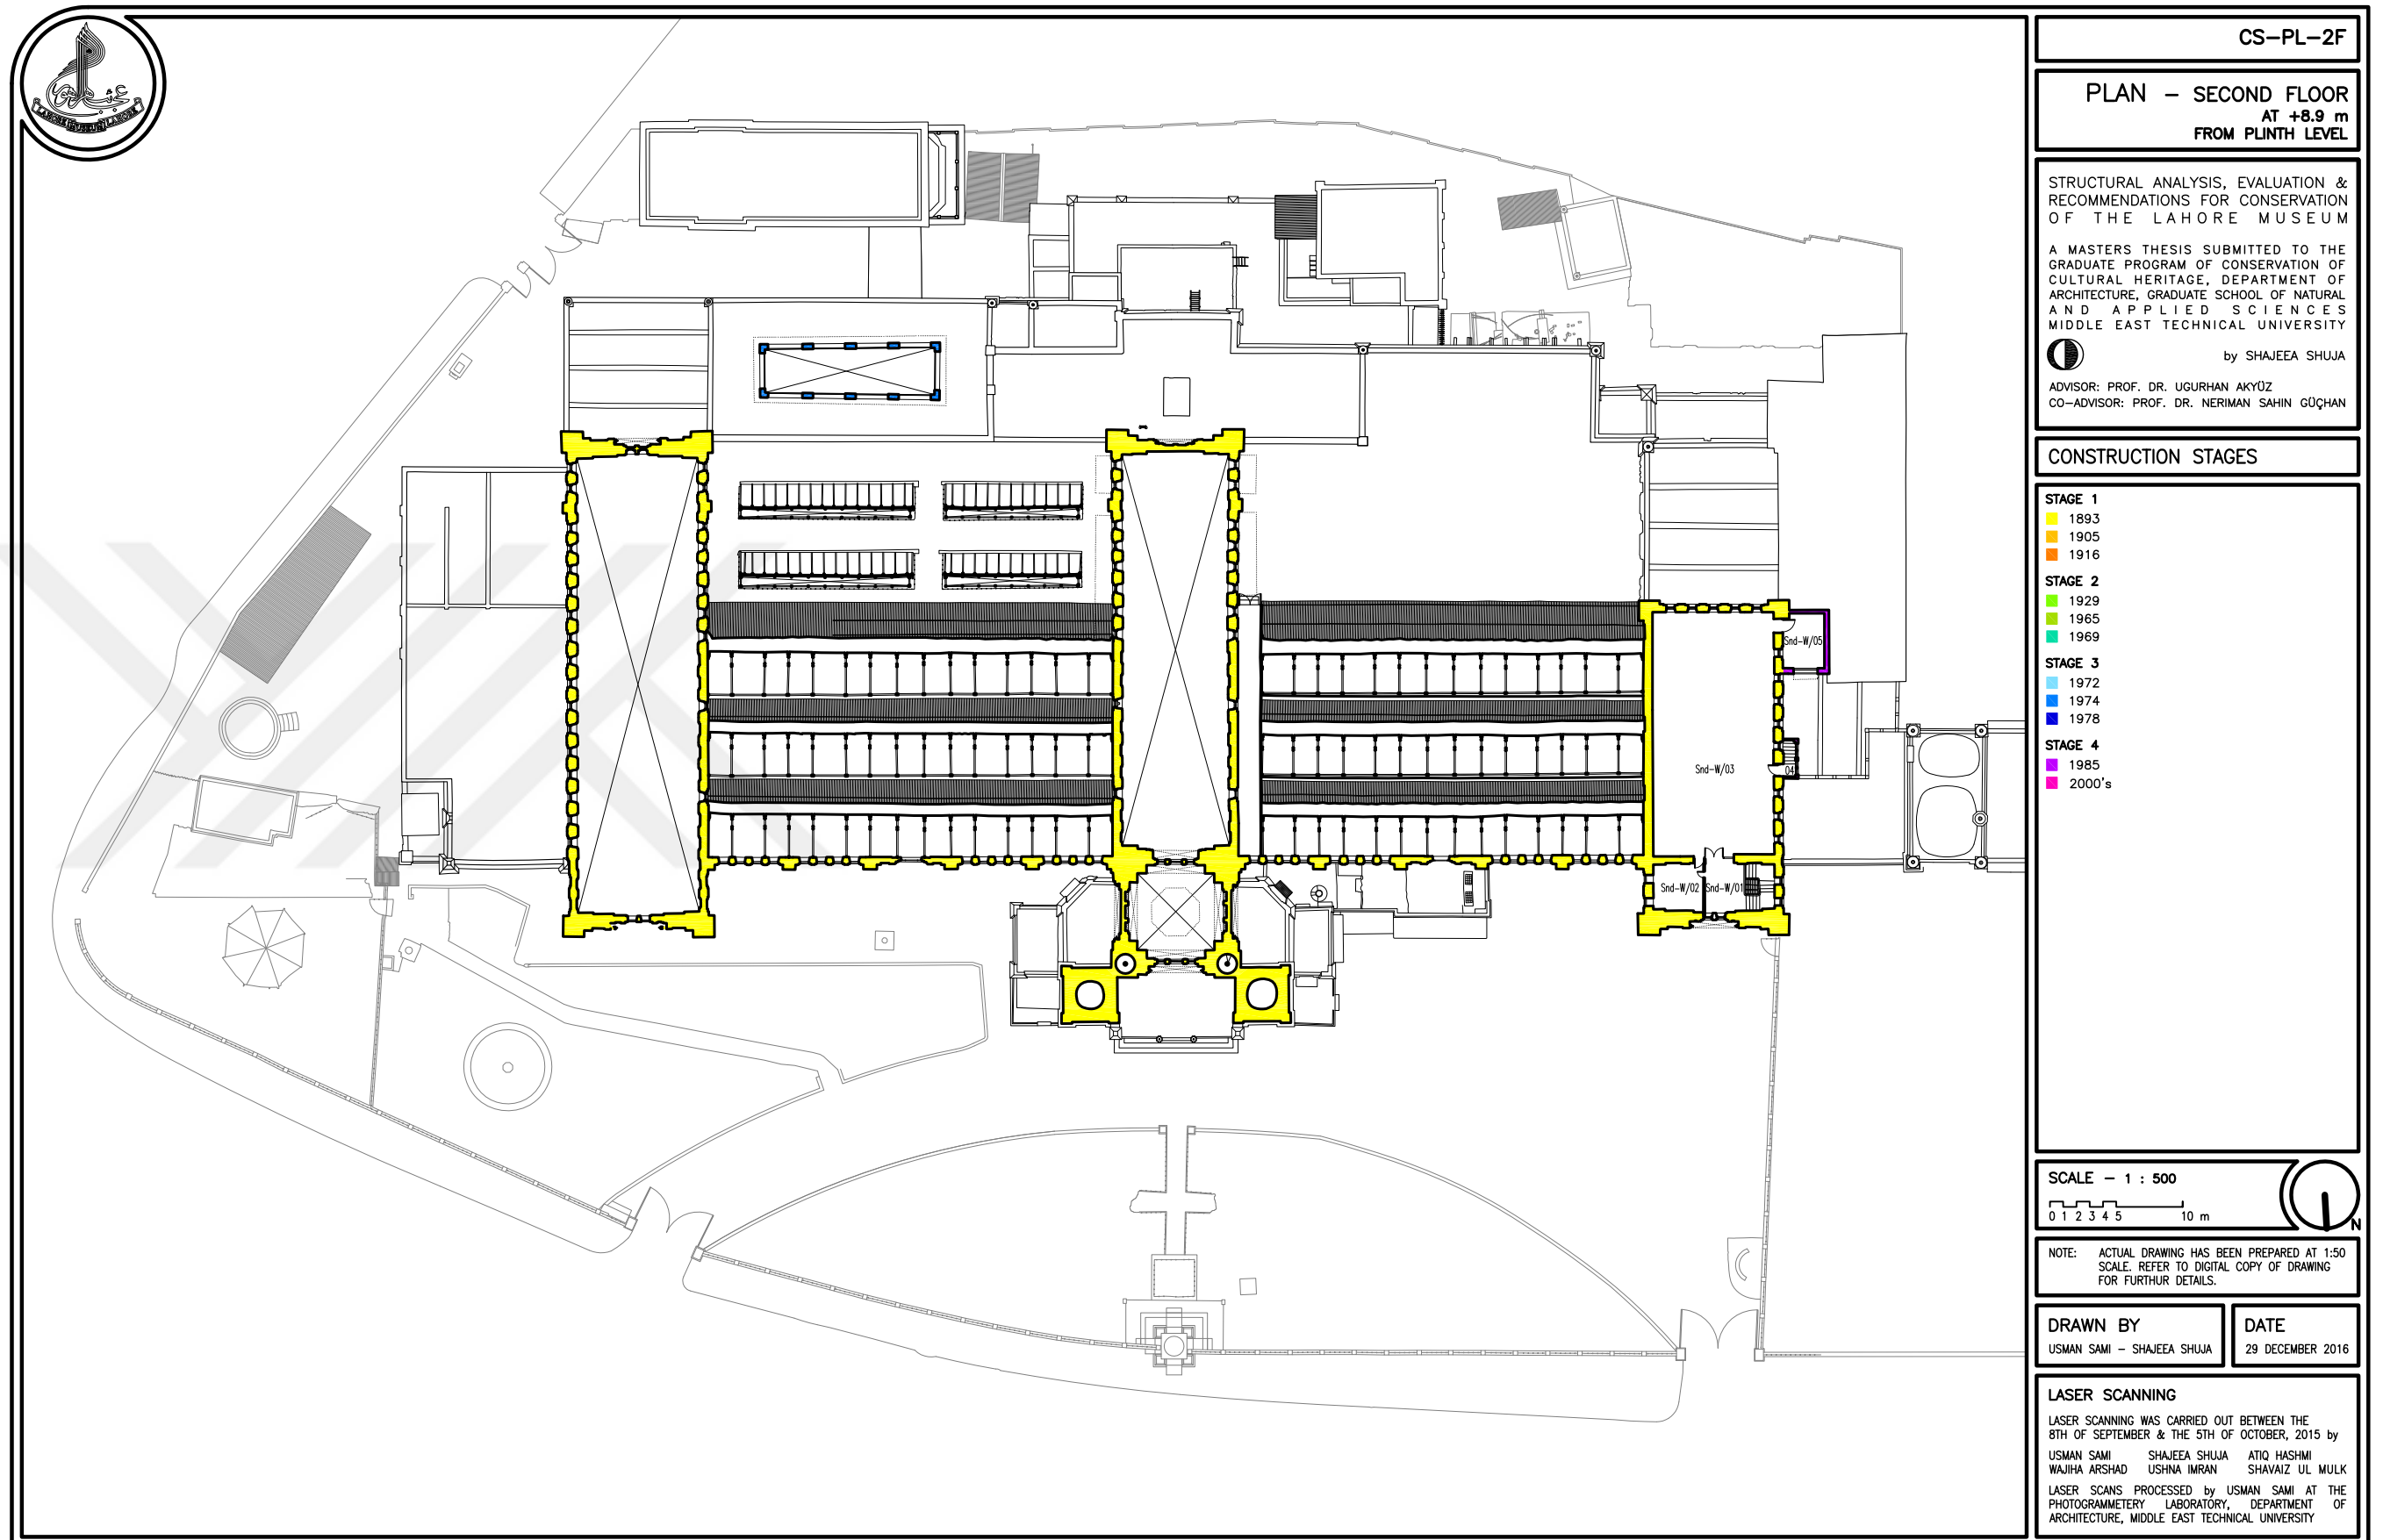 LAHORE MUSEUM LAHORE
1
Snd-W/05
Snd-W/03
04
Snd-W/02
Snd-W/01
CS-PL-2F
PLAN - SECOND FLOOR
AT +8.9 m
FROM PLINTH LEVEL
STRUCTURAL ANALYSIS, EVALUATION &
RECOMMENDATIONS FOR CONSERVATION
OF THE LAHORE MUSEUM
A MASTERS THESIS SUBMITTED TO THE
GRADUATE PROGRAM OF CONSERVATION OF
CULTURAL HERITAGE, DEPARTMENT OF
ARCHITECTURE, GRADUATE SCHOOL OF NATURAL
AND APPLIED SCIENCES
MIDDLE EAST TECHNICAL UNIVERSITY
by SHAJEEA SHUJA
ADVISOR: PROF. DR. UGURHAN AKYÜZ
CO-ADVISOR: PROF. DR. NERIMAN SAHIN GÜÇHAN
CONSTRUCTION STAGES
STAGE 1
1893
1905
1916
STAGE 2
1929
1965
1969
STAGE 3
1972
1974
1978
STAGE 4
1985
2000's
SCALE - 1 : 500
0 1 2 3 4 5 10 m
N
NOTE: ACTUAL DRAWING HAS BEEN PREPARED AT 1:50
SCALE. REFER TO DIGITAL COPY OF DRAWING
FOR FURTHUR DETAILS.
DRAWN BY
USMAN SAMI - SHAJEEA SHUJA
DATE
29 DECEMBER 2016
LASER SCANNING
LASER SCANNING WAS CARRIED OUT BETWEEN THE
8TH OF SEPTEMBER & THE 5TH OF OCTOBER, 2015 by
USMAN SAMI SHAJEEA SHUJA ATIQ HASHMI
WAJIHA ARSHAD USHNA IMRAN SHAVAIZ UL MULK
LASER SCANS PROCESSED by USMAN SAMI AT THE
PHOTOGRAMMETERY LABORATORY, DEPARTMENT OF
ARCHITECTURE, MIDDLE EAST TECHNICAL UNIVERSITY